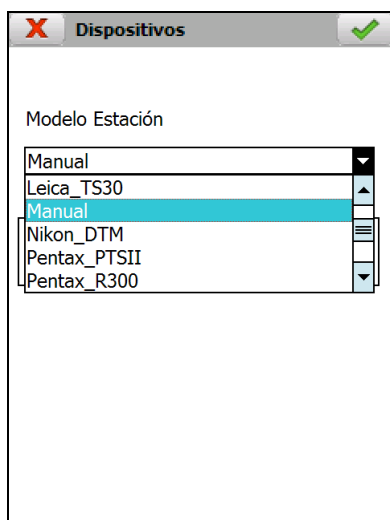 Dispositivos
Modelo Estación
Manual
Leica_TS30
Manual
Nikon_DTM
Pentax_PTSII
Pentax_R300